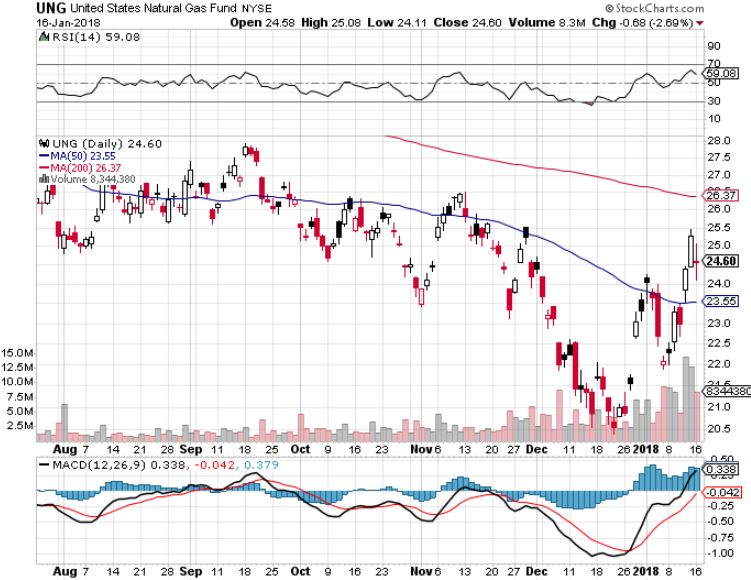 UNG United States Natural Gas Fund NYSE © StockCharts.com
16-Jan-2018 Open 24.58 High 25.08 Low 24.11 Close 24.60 Volume 8.3M Chg -0.68 (-2.69%)
RSI(14) 59.08
90
70
59.08
50
30
10
UNG (Daily) 24.60
MA(50) 23.55
MA(200) 26.37
Volume 8,344,380
28.0
27.5
27.0
26.5
26.37
26.0
25.5
25.0
24.60
24.0
23.55
23.0
22.5
22.0
21.5
8344380
21.0
20.5
15.0M
12.5M
10.0M
7.5M
5.0M
2.5M
Aug 7 14 21 28 Sep 11 18 25 Oct 9 16 23 Nov 6 13 20 27 Dec 11 18 26 2018 8 16
MACD(12,26,9) 0.338, -0.042, 0.379
0.50
0.338
0.25
-0.042
-0.25
-0.50
-0.75
-1.00
Aug 7 14 21 28 Sep 11 18 25 Oct 9 16 23 Nov 6 13 20 27 Dec 11 18 26 2018 8 16